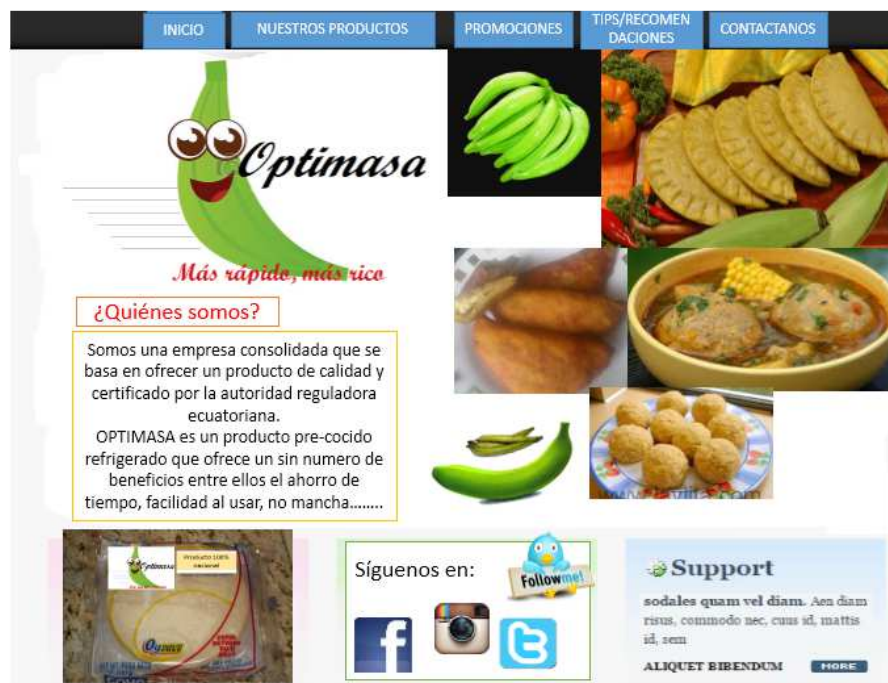 INICIO
NUESTROS PRODUCTOS
PROMOCIONES
TIPS/RECOMEN
DACIONES
CONTACTANOS
Optimasa
Más rápido, más rico
¿Quiénes somos?
Somos una empresa consolidada que se
basa en ofrecer un producto de calidad y
certificado por la autoridad reguladora
ecuatoriana.
OPTIMASA es un producto pre-cocido
refrigerado que ofrece un sin numero de
beneficios entre ellos el ahorro de
tiempo, facilidad al usar, no mancha........
Optimasa
Producto 100%
nacional
Síguenos en:
Followme!
Support
sodales quam vel diam. Aen diam
risus, commodo nec, cuus id, mattis
id, sem
ALIQUET BIBENDUM
MORE